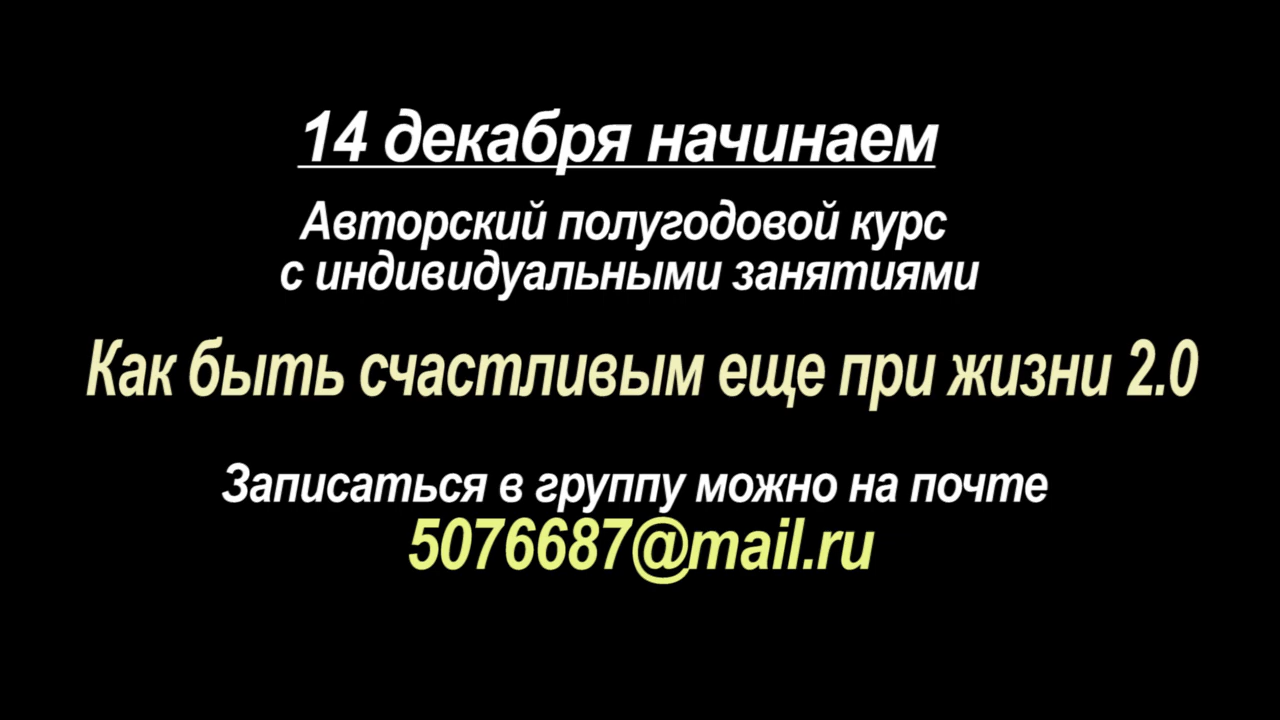 14 декабря начинаем
Авторский полугодовой курс
с индивидуальными занятиями
Как быть счастливым еще при жизни 2.0
Записаться в группу можно на почте
5076687@mail.ru